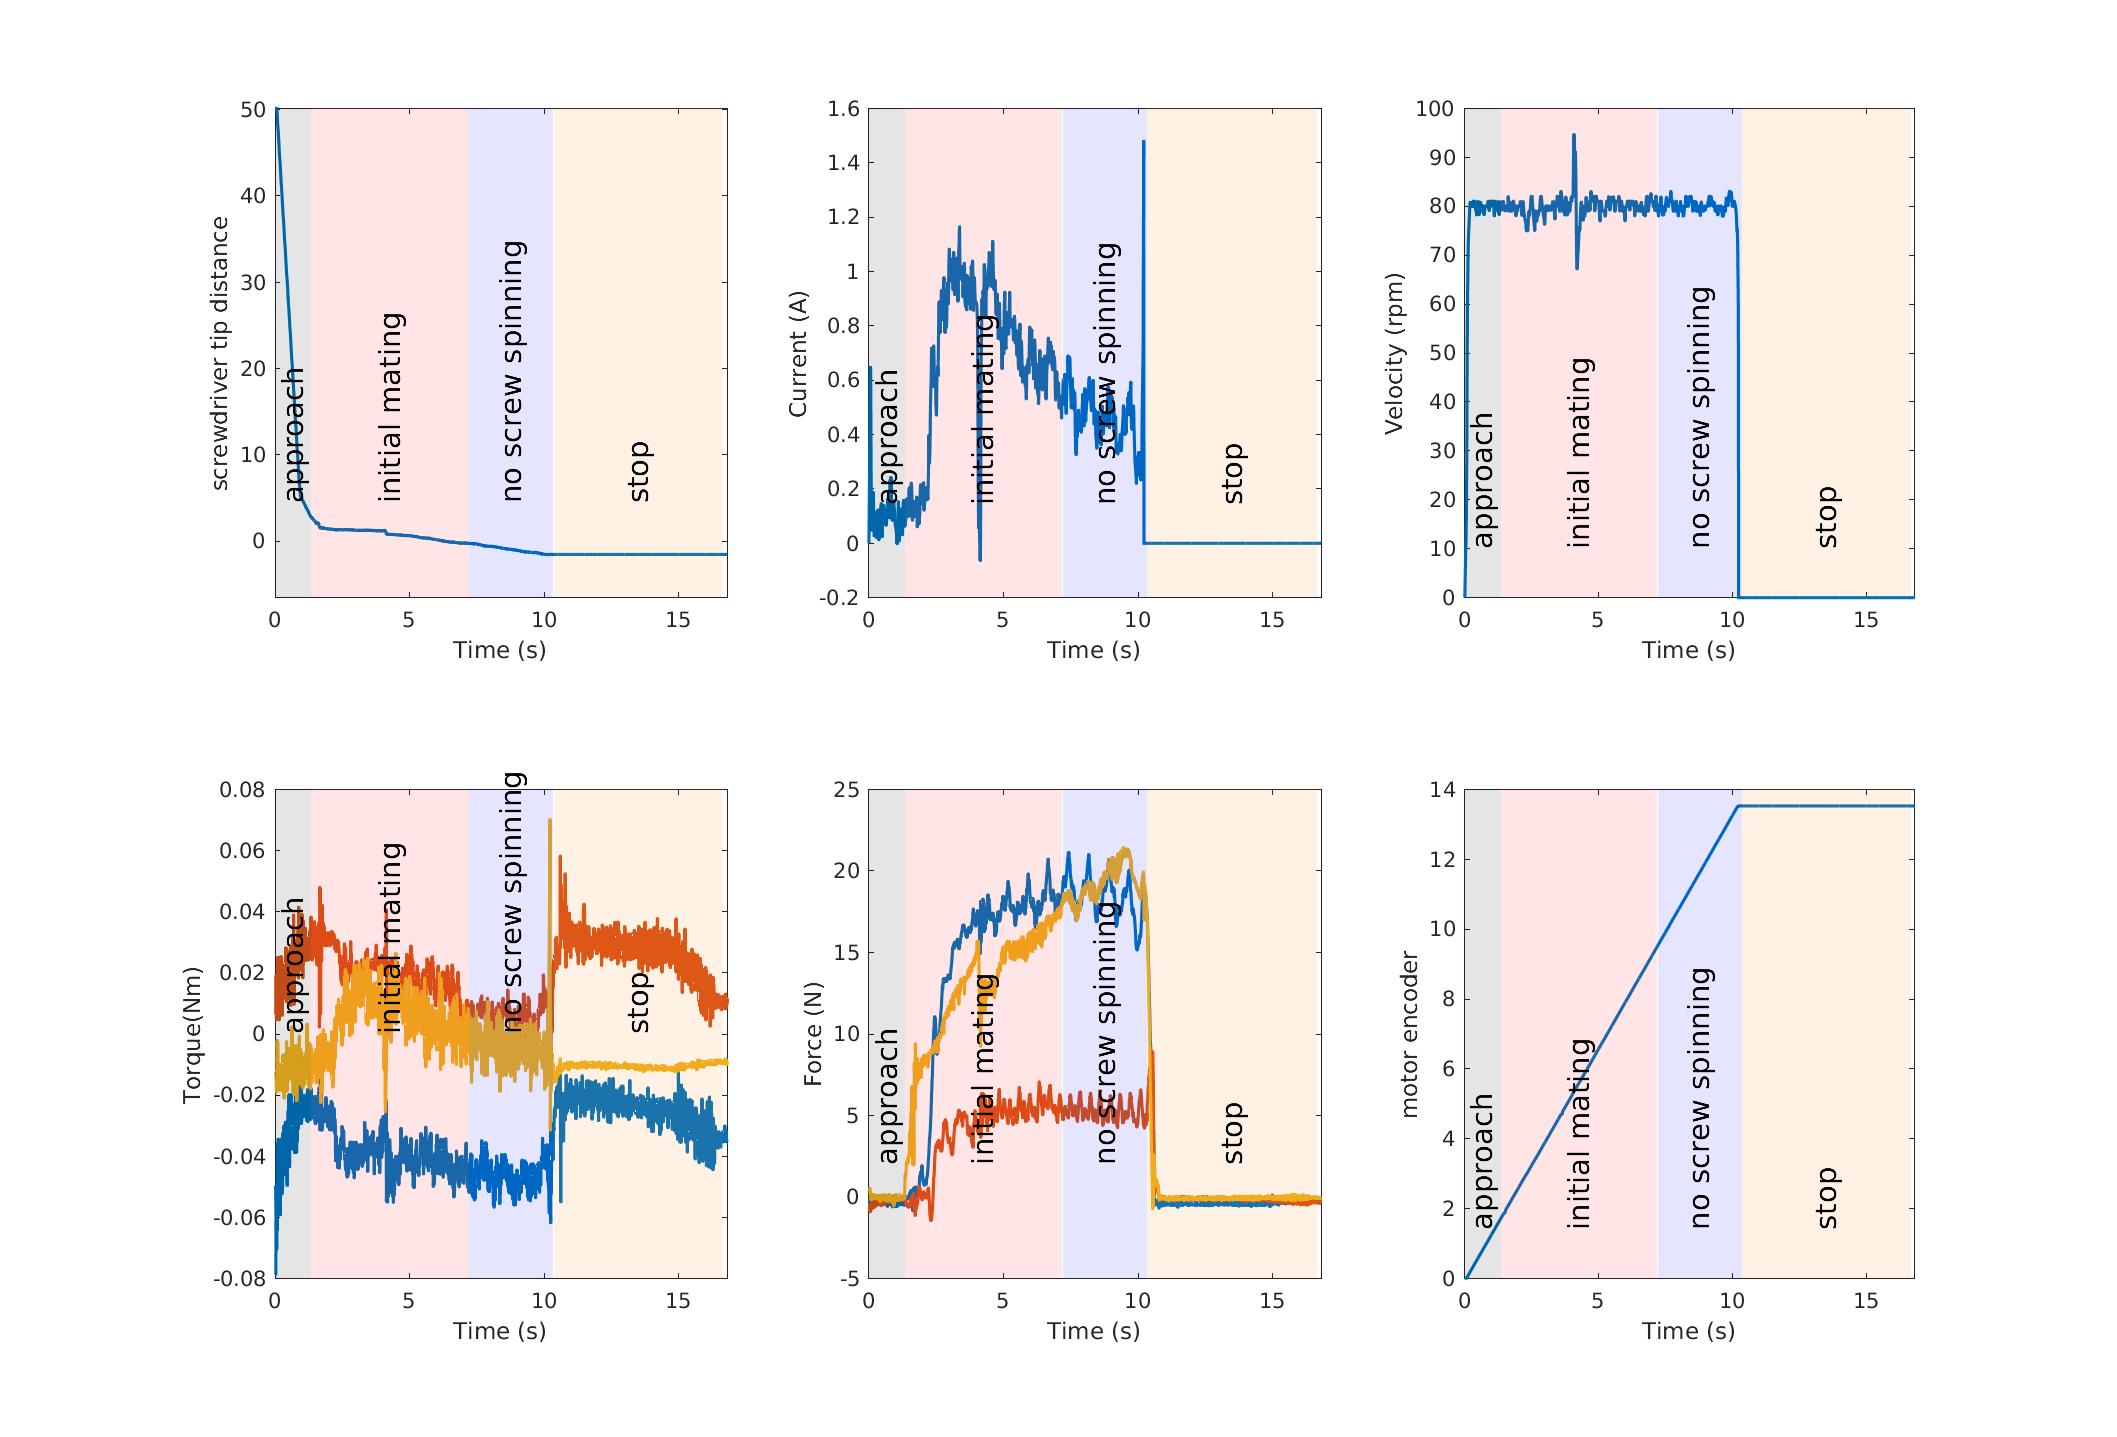 50
40
30
20
10
0
screwdriver tip distance
approach
initial mating
no screw spinning
stop
0 5 10 15
Time (s)
1.6
1.4
1.2
1
0.8
0.6
0.4
0.2
0
-0.2
Current (A)
approach
initial mating
no screw spinning
stop
0 5 10 15
Time (s)
100
90
80
70
60
50
40
30
20
10
0
Velocity (rpm)
approach
initial mating
no screw spinning
stop
0 5 10 15
Time (s)
0.08
0.06
0.04
0.02
0
-0.02
-0.04
-0.06
-0.08
Torque(Nm)
approach
initial mating
no screw spinning
stop
0 5 10 15
Time (s)
25
20
15
10
5
0
-5
Force (N)
approach
initial mating
no screw spinning
stop
0 5 10 15
Time (s)
14
12
10
8
6
4
2
0
motor encoder
approach
initial mating
no screw spinning
stop
0 5 10 15
Time (s)